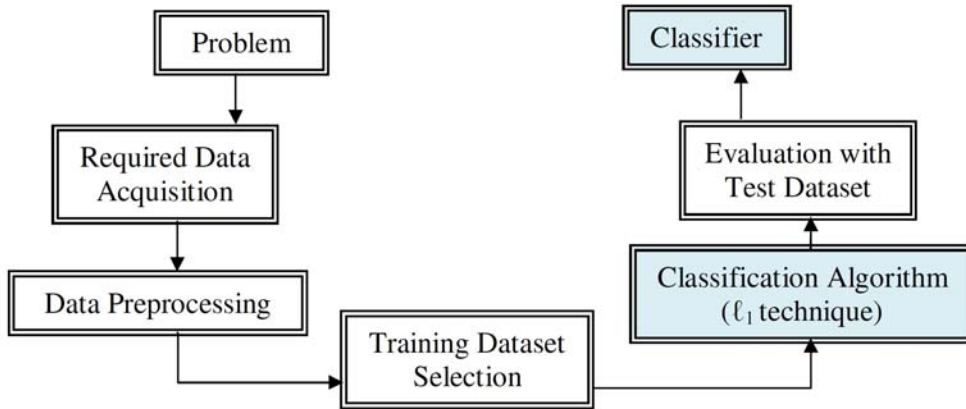 Problem
Required Data
Acquisition
Data Preprocessing
Training Dataset
Selection
Classification Algorithm
(ℓ₁ technique)
Evaluation with
Test Dataset
Classifier